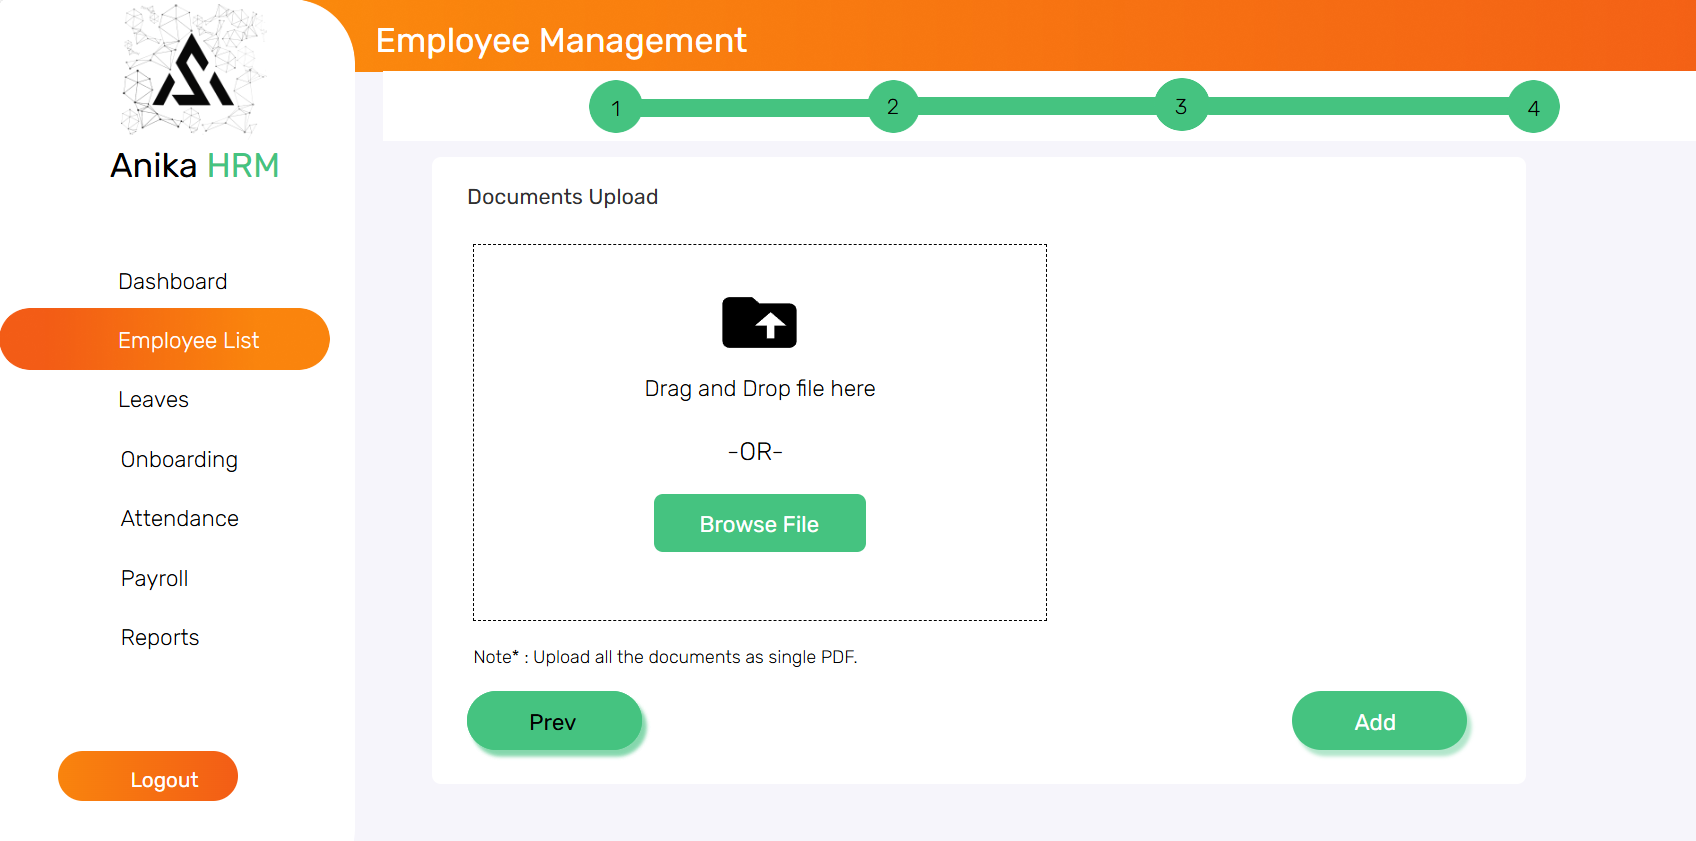 Anika HRM
Dashboard
Employee List
Leaves
Onboarding
Attendance
Payroll
Reports
Logout
Employee Management
1 2 3 4
Documents Upload
Drag and Drop file here
-OR-
Browse File
Note* : Upload all the documents as single PDF.
Prev
Add